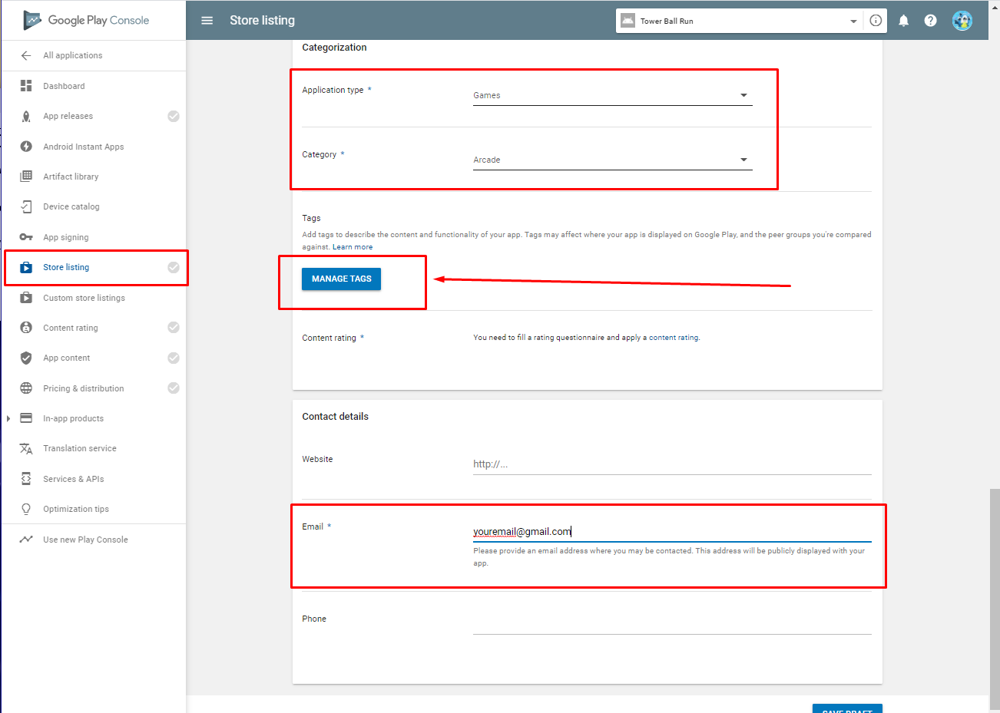 Google Play Console
Store listing
Tower Ball Run
All applications
Dashboard
App releases
Android Instant Apps
Artifact library
Device catalog
App signing
Store listing
Custom store listings
Content rating
App content
Pricing & distribution
In-app products
Translation service
Services & APIs
Optimization tips
Use new Play Console
Categorization
Application type *
Games
Category *
Arcade
Tags
Add tags to describe the content and functionality of your app. Tags may affect where your app is displayed on Google Play, and the peer groups you're compared
against. Learn more
MANAGE TAGS
Content rating *
You need to fill a rating questionnaire and apply a content rating.
Contact details
Website
http://...
Email *
youremail@gmail.com
Please provide an email address where you may be contacted. This address will be publicly displayed with your
app.
Phone
SAVE DRAFT